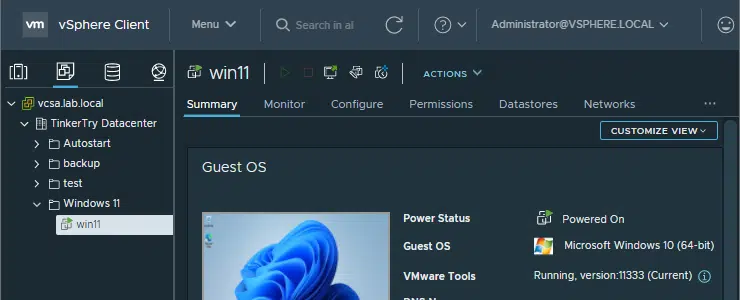 vm vSphere Client Menu Search in al Administrator@VSPHERE.LOCAL
win11 ACTIONS
Summary Monitor Configure Permissions Datastores Networks ...
CUSTOMIZE VIEW
vcsa.lab.local
TinkerTry Datacenter
Autostart
backup
test
Windows 11
win11
Guest OS
Power Status Powered On
Guest OS Microsoft Windows 10 (64-bit)
VMware Tools Running, version:11333 (Current)